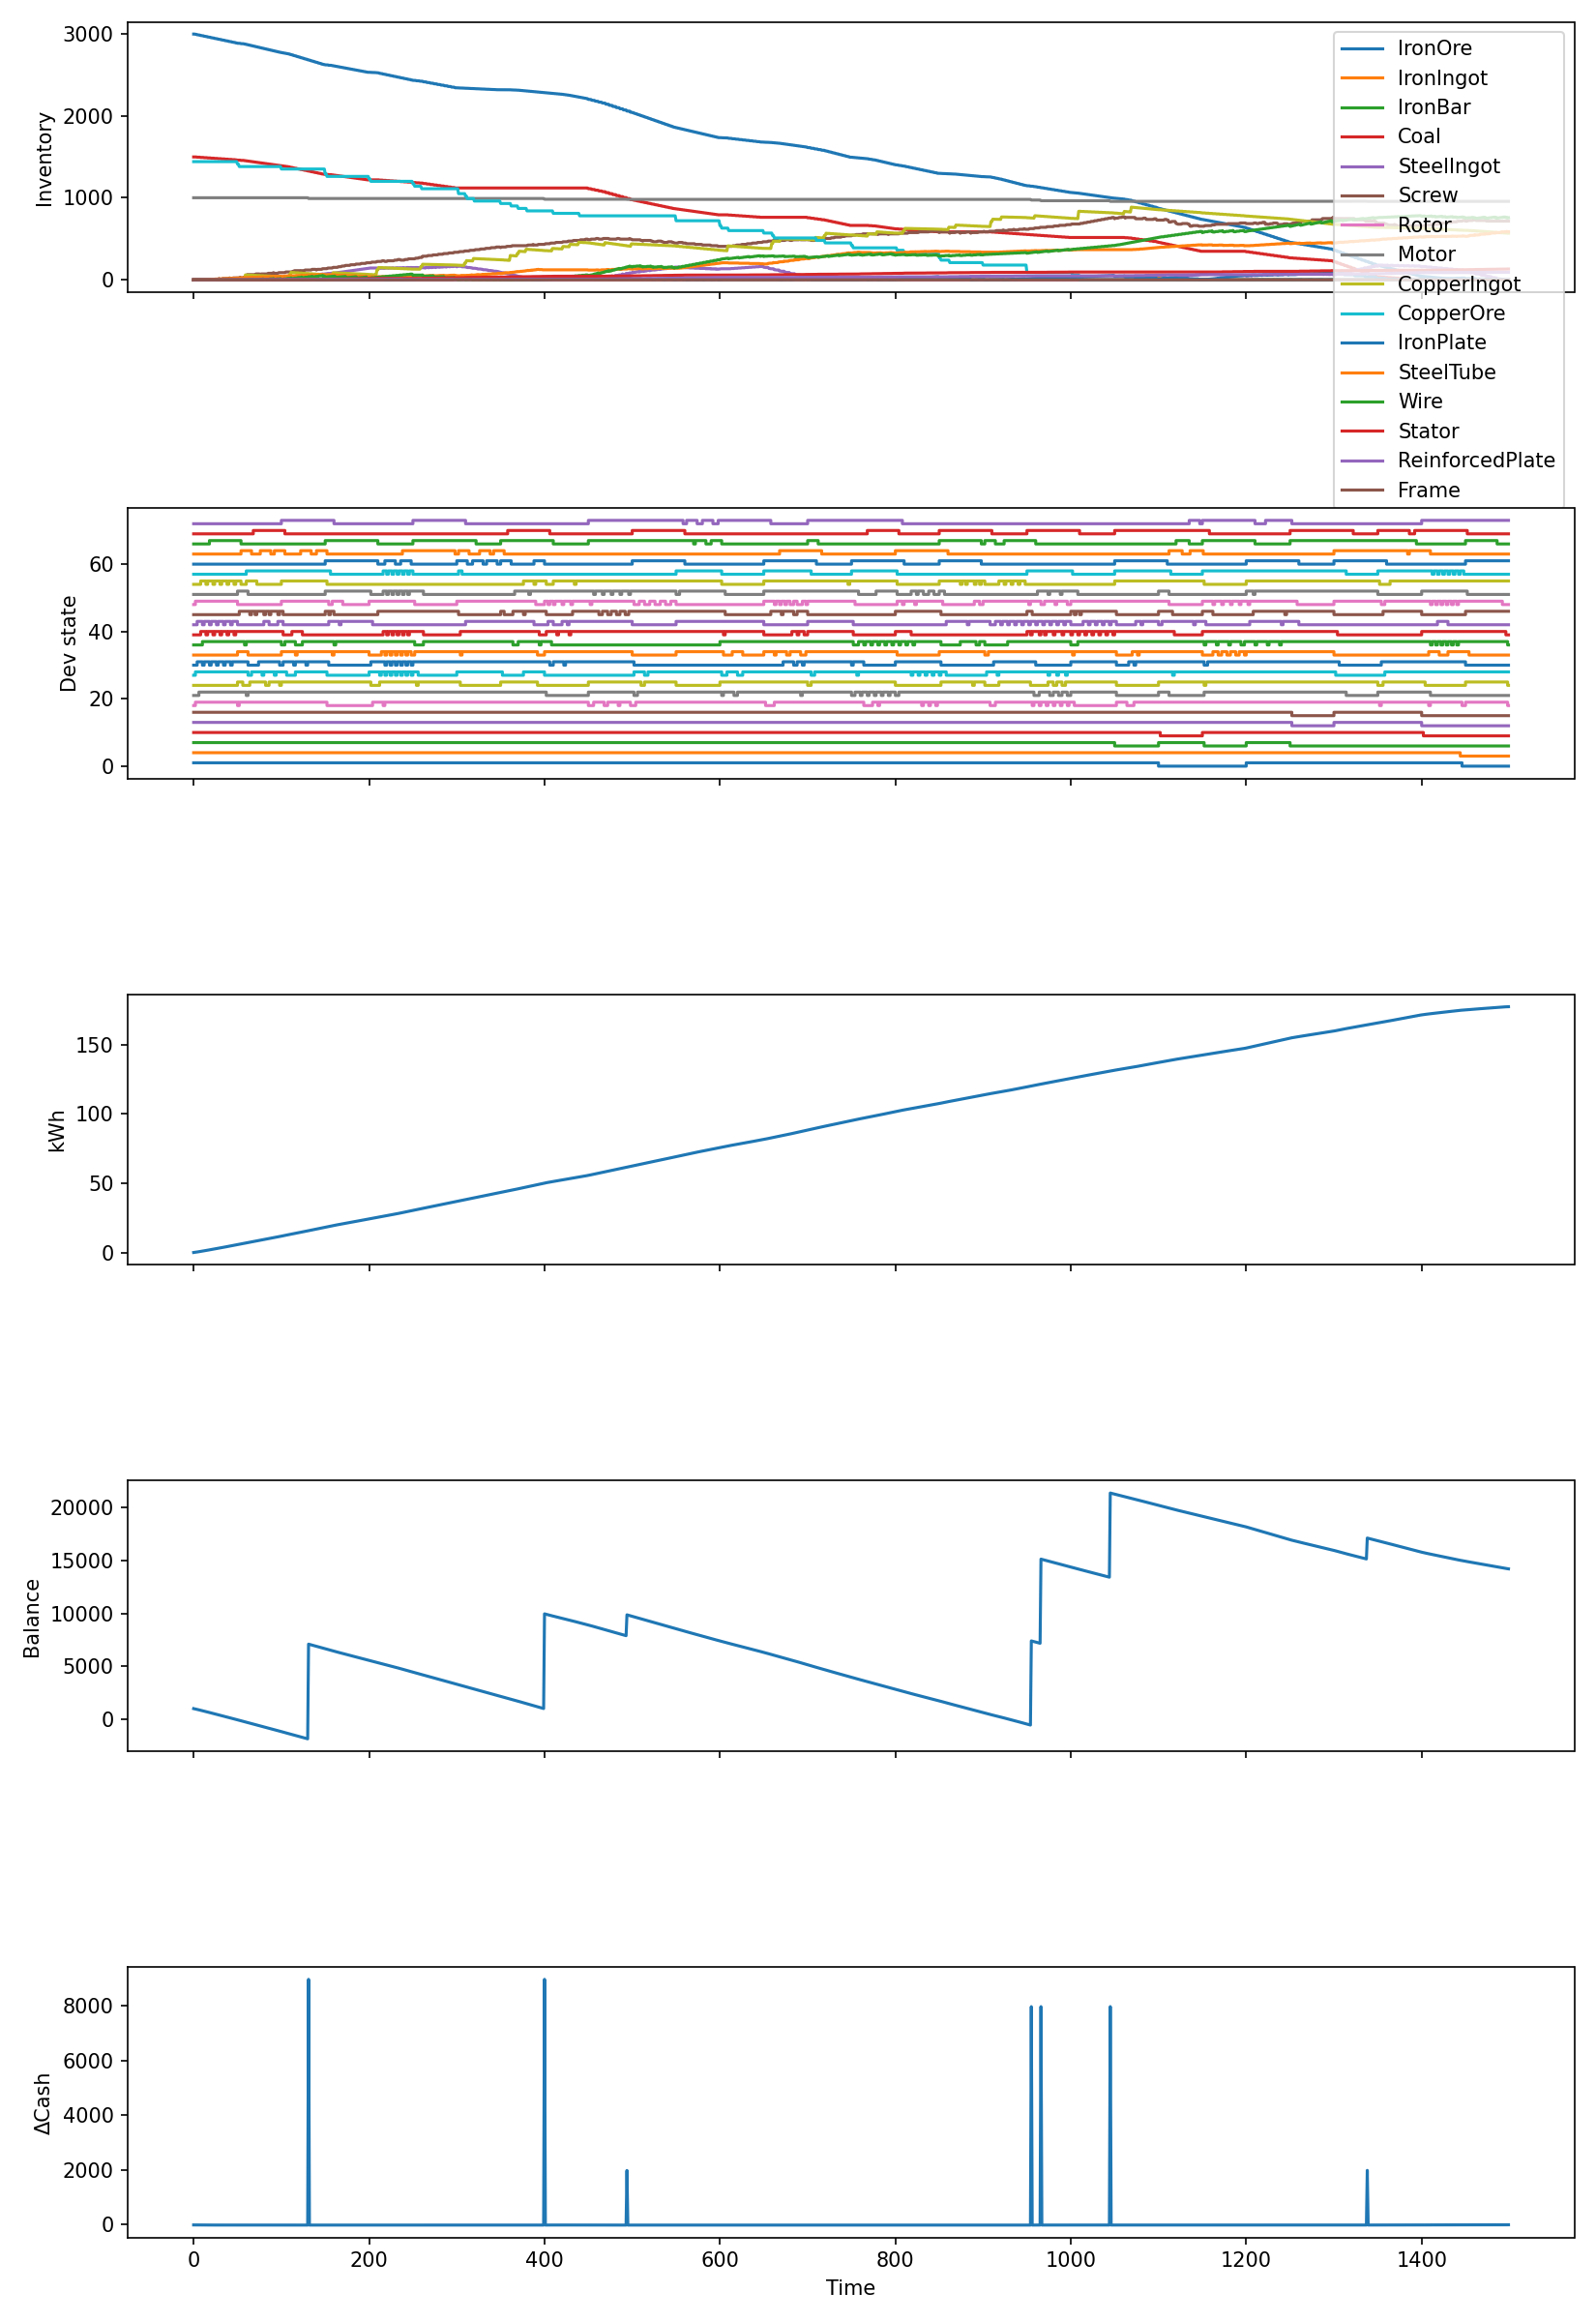 Inventory
3000
2000
1000
0
IronOre
IronIngot
IronBar
Coal
SteelIngot
Screw
Rotor
Motor
CopperIngot
CopperOre
IronPlate
SteelTube
Wire
Stator
ReinforcedPlate
Frame
Dev state
60
40
20
0
kWh
150
100
50
0
Balance
20000
15000
10000
5000
0
ΔCash
8000
6000
4000
2000
0
0 200 400 600 800 1000 1200 1400
Time